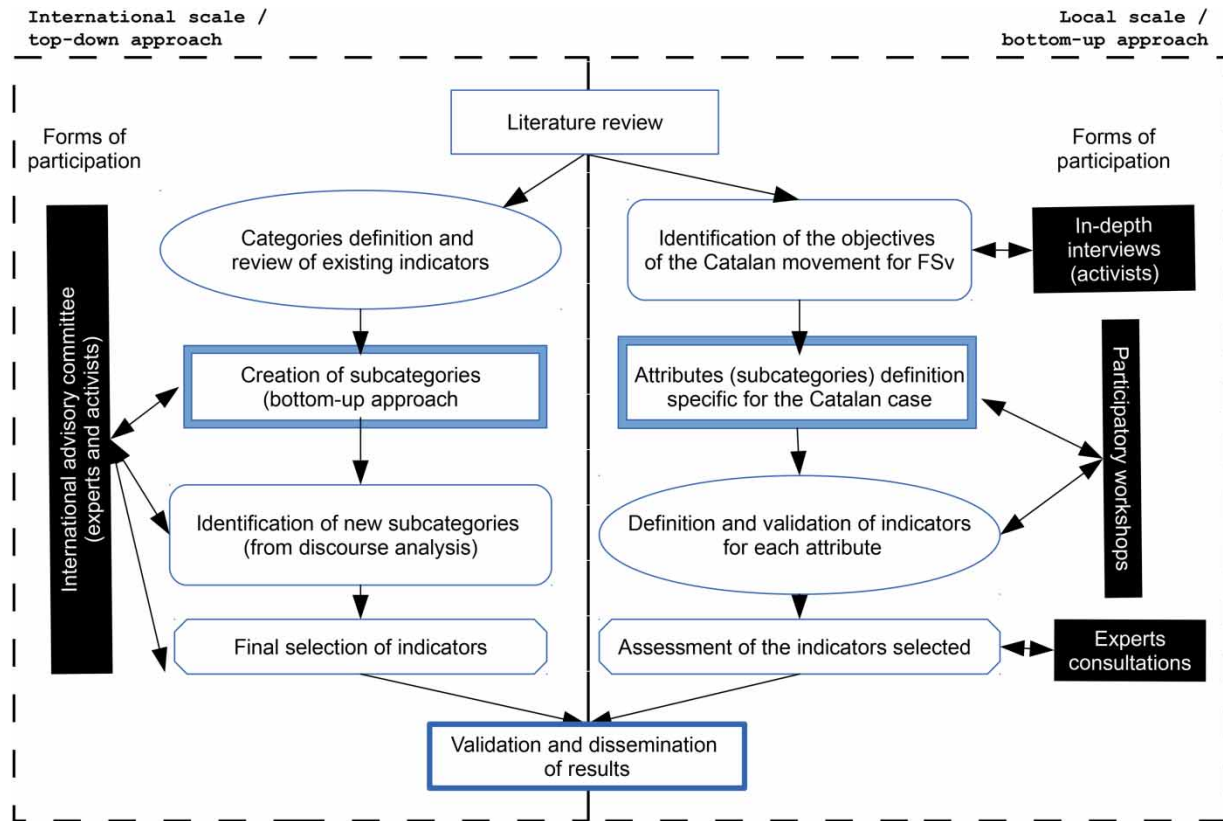 International scale /
top-down approach
Local scale /
bottom-up approach
Literature review
Forms of
participation
Forms of
participation
Categories definition and
review of existing indicators
Identification of the objectives
of the Catalan movement for FSv
In-depth
interviews
(activists)
International advisory committee
(experts and activists)
Creation of subcategories
(bottom-up approach
Attributes (subcategories) definition
specific for the Catalan case
Participatory workshops
Identification of new subcategories
(from discourse analysis)
Definition and validation of indicators
for each attribute
Final selection of indicators
Assessment of the indicators selected
Experts
consultations
Validation and dissemination
of results